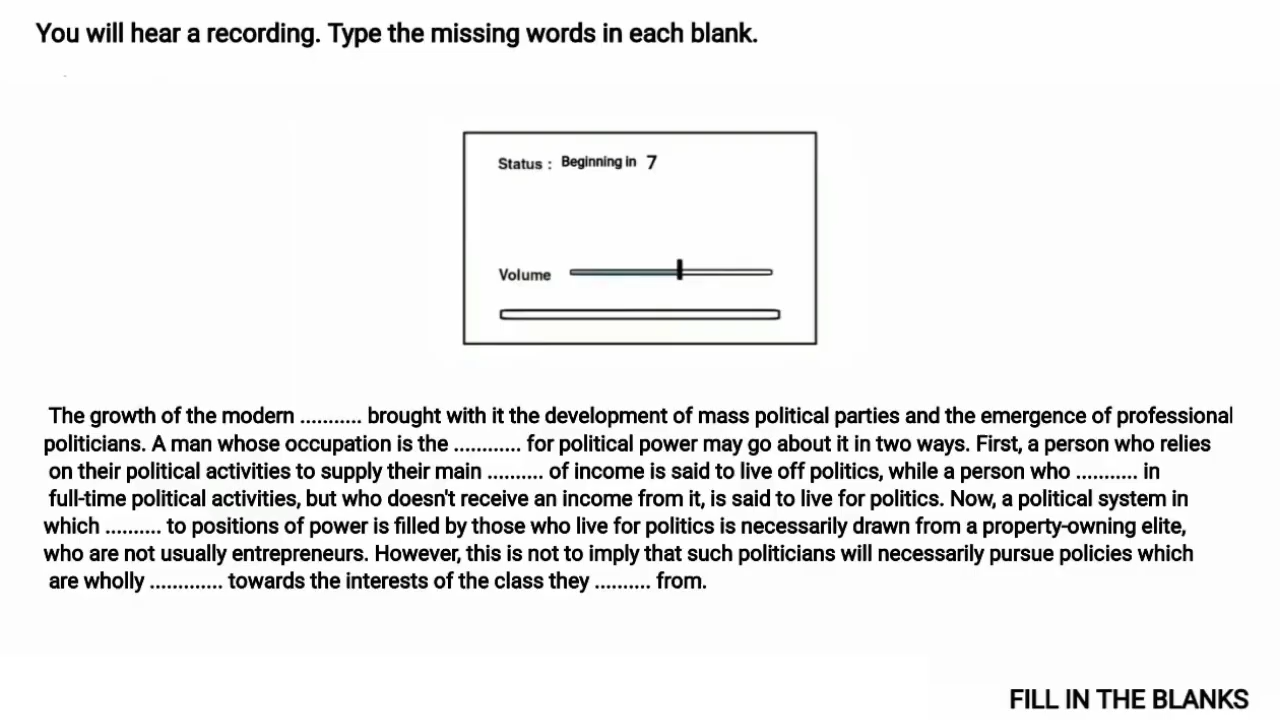 You will hear a recording. Type the missing words in each blank.
Status : Beginning in 7
Volume
The growth of the modern ........... brought with it the development of mass political parties and the emergence of professional
politicians. A man whose occupation is the ............ for political power may go about it in two ways. First, a person who relies
on their political activities to supply their main .......... of income is said to live off politics, while a person who ........... in
full-time political activities, but who doesn't receive an income from it, is said to live for politics. Now, a political system in
which .......... to positions of power is filled by those who live for politics is necessarily drawn from a property-owning elite,
who are not usually entrepreneurs. However, this is not to imply that such politicians will necessarily pursue policies which
are wholly ............. towards the interests of the class they .......... from.
FILL IN THE BLANKS